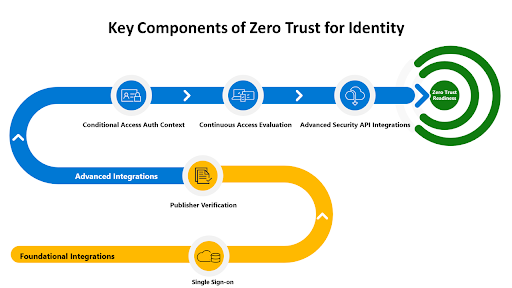 Key Components of Zero Trust for Identity
Zero Trust
Readiness
Conditional Access Auth Context
Continuous Access Evaluation
Advanced Security API Integrations
Advanced Integrations
Publisher Verification
Foundational Integrations
Single Sign-on